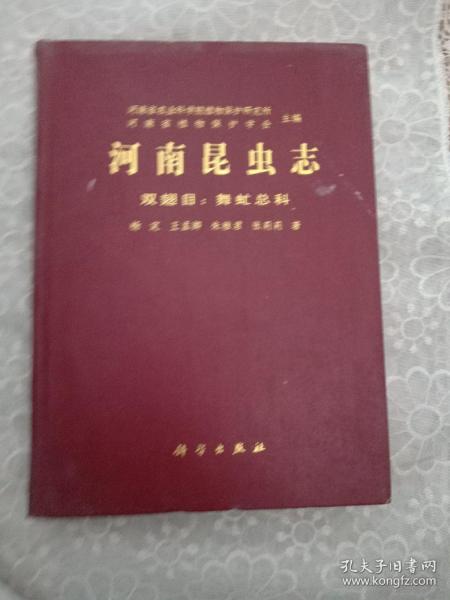 河南省农业科学院植物保护研究所
河南省植物保护学会 主编
河南昆虫志
双翅目：舞虻总科
杨定 王孟卿 朱雅君 张莉莉 著
科学出版社
孔夫子旧书网
www.kongfz.com